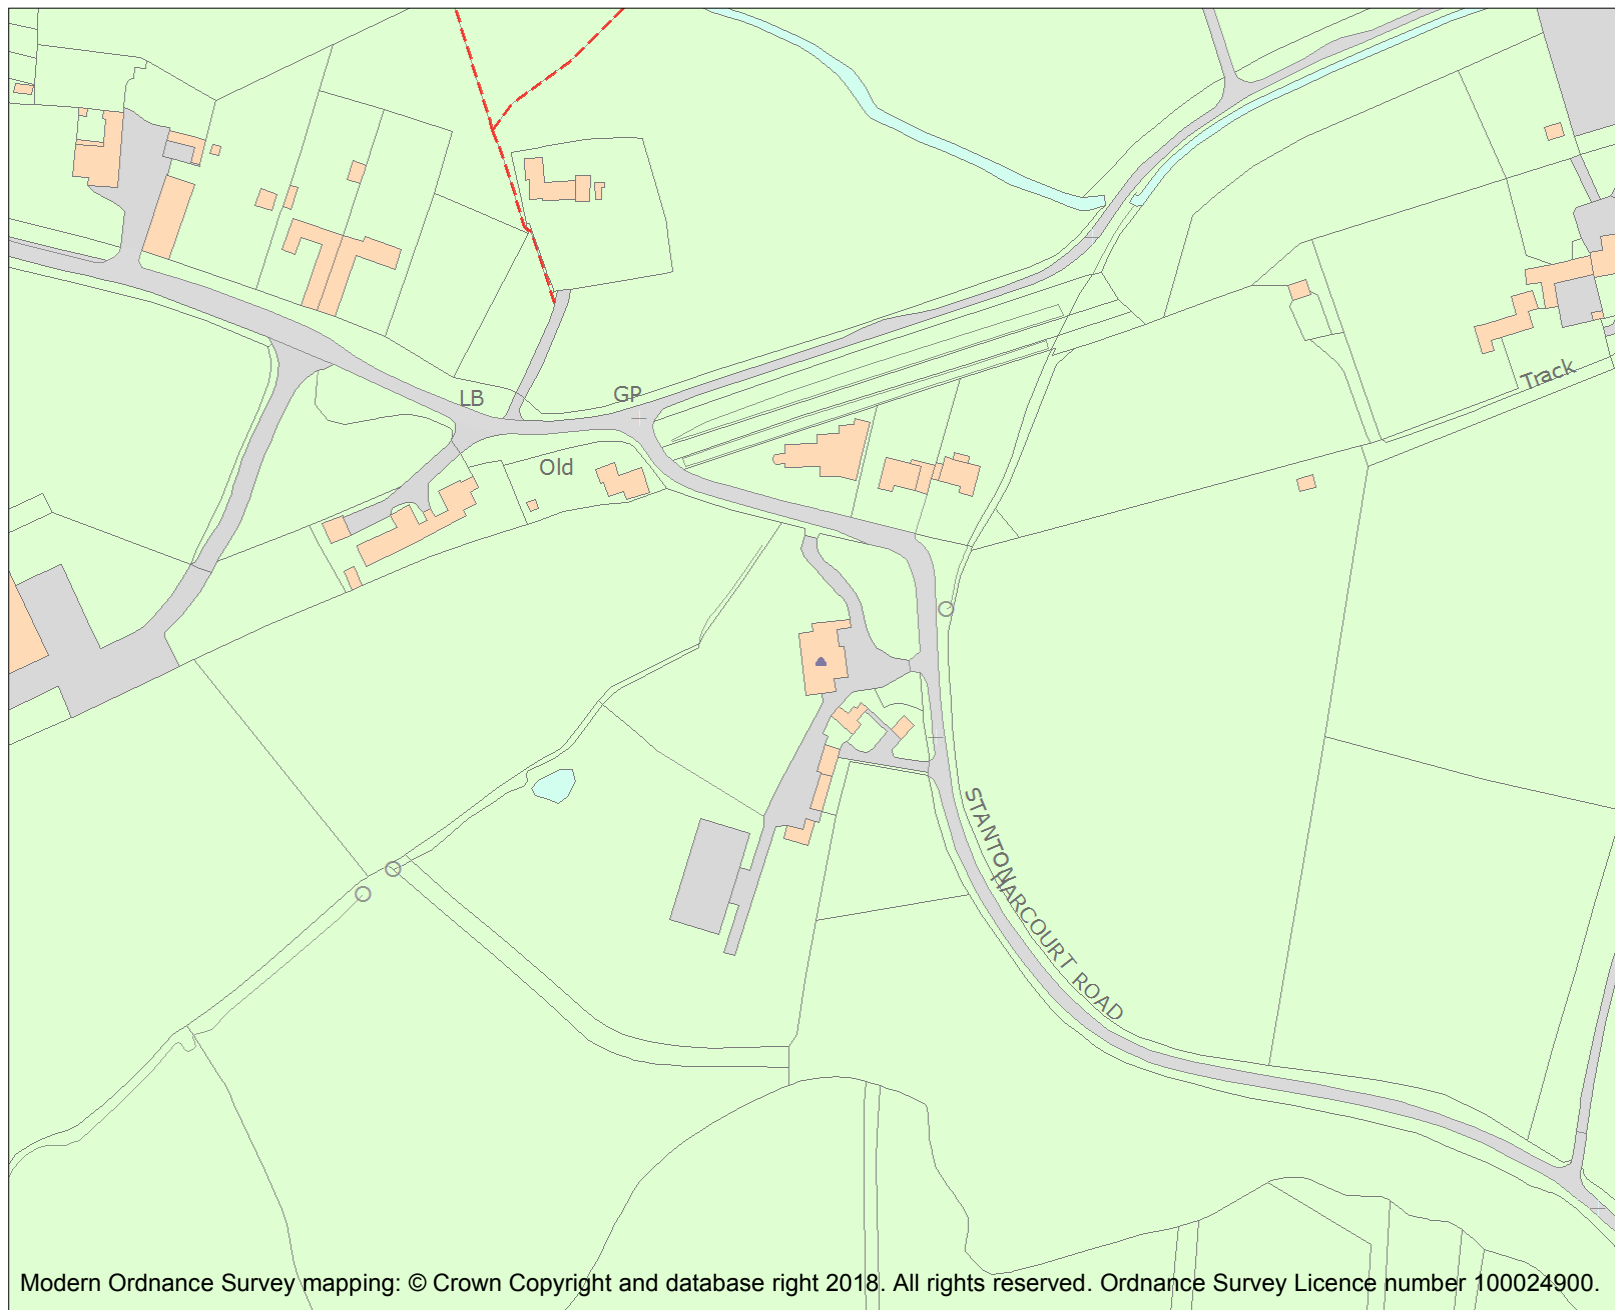 LB
GP
Old
Track
STANTON HARCOURT ROAD
Modern Ordnance Survey mapping: © Crown Copyright and database right 2018. All rights reserved. Ordnance Survey Licence number 100024900.